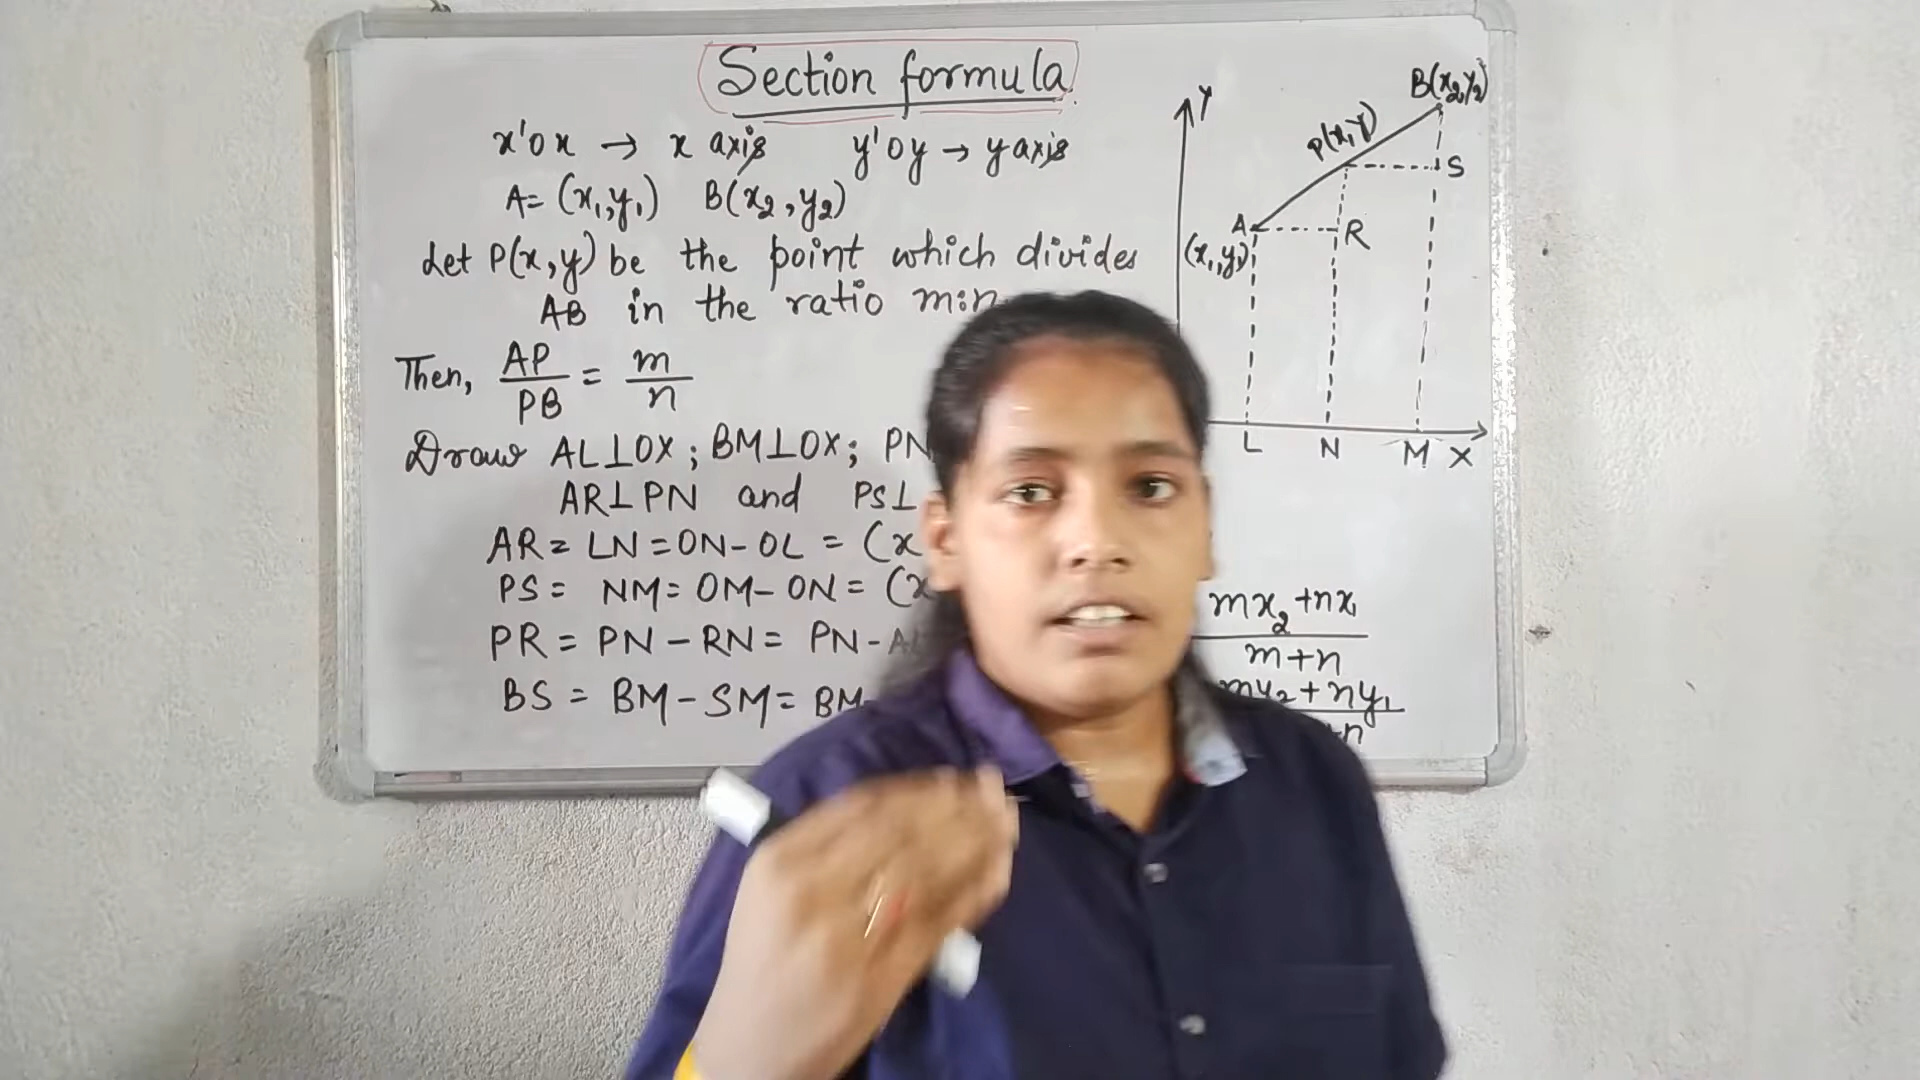 Section formula
x'ox → x axis y'oy → y axis
A= (x₁,y₁) B(x₂,y₂)
Let P(x,y) be the point which divides
AB in the ratio m:n
Then, AP/PB = m/n
Draw AL⊥OX; BM⊥OX; PN
AR⊥PN and PS⊥
AR= LN=ON-OL = (x
PS= NM= OM-ON= (x
PR = PN-RN= PN-A
BS = BM-SM= BM-
Y
B(x₂,y₂)
P(x,y)
S
A
R
(x₁,y₁)
L N M X
mx₂+nx₁
m+n
my₂+ny₁
+n